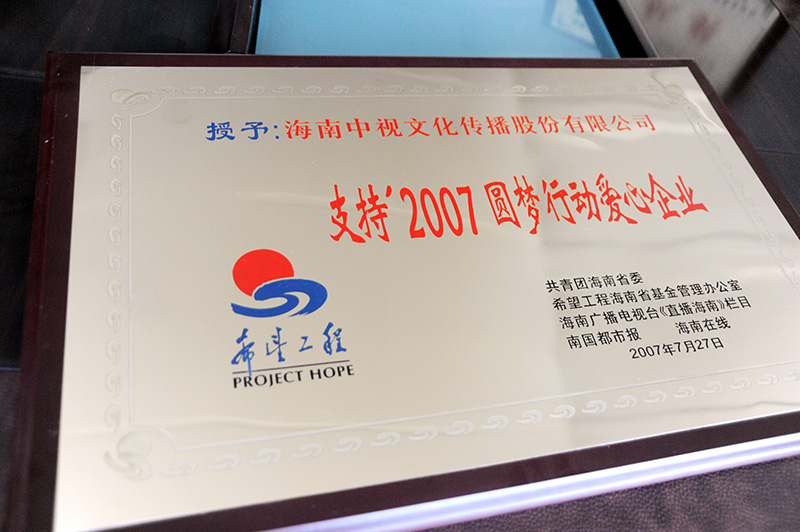 授予:海南中视文化传播股份有限公司
支持“2007圆梦行动爱心企业
希望工程
PROJECT HOPE
共青团海南省委
希望工程海南省基金管理办公室
海南广播电视台《直播海南》栏目
南国都市报 海南在线
2007年7月27日